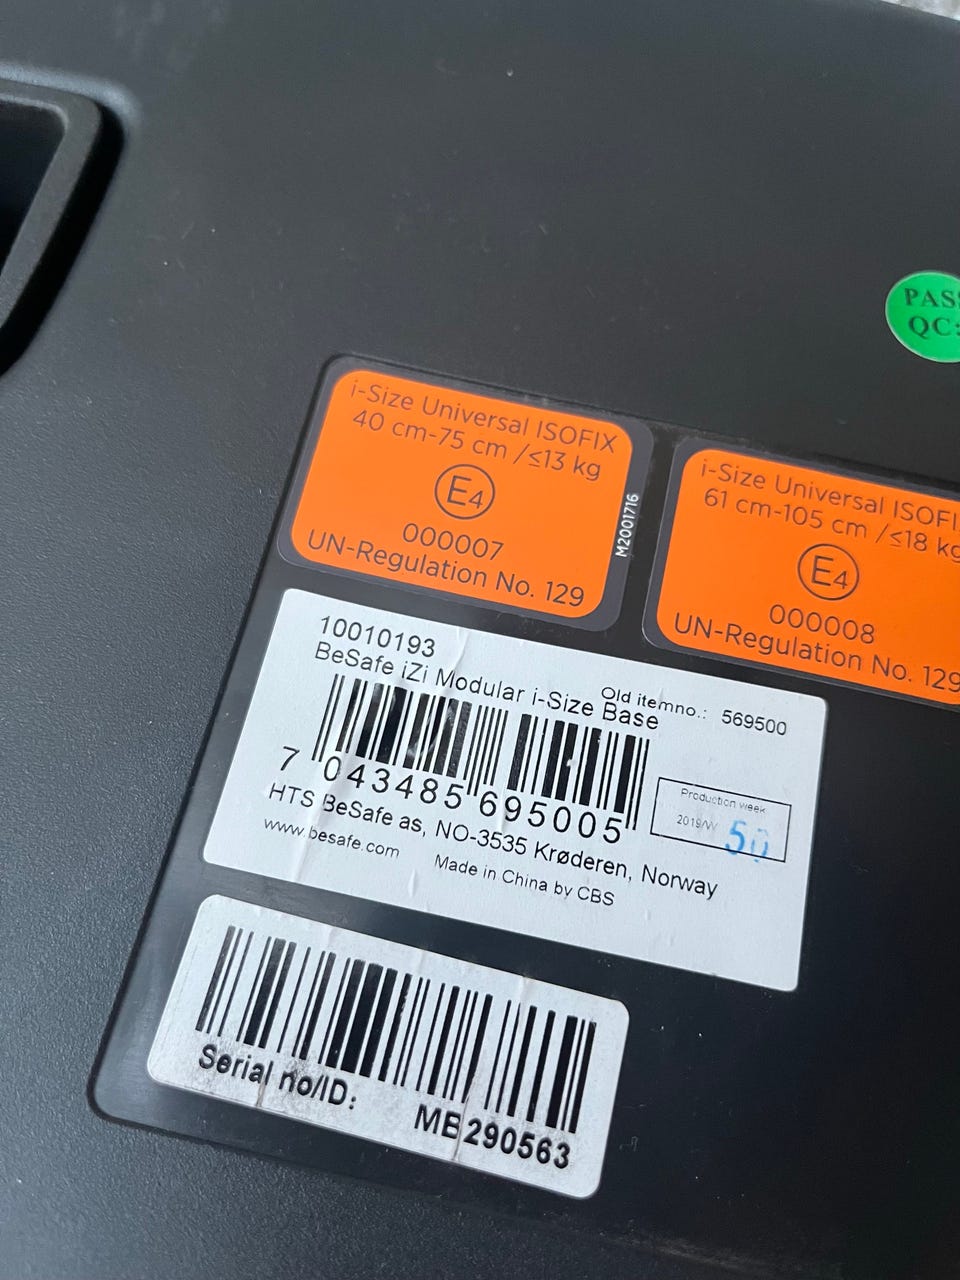 PAS
QC:
i-Size Universal ISOFIX
40 cm-75 cm /≤13 kg
E4
000007
UN-Regulation No. 129
M2001716
i-Size Universal ISOFI
61 cm-105 cm /≤18 kg
E4
000008
UN-Regulation No. 129
10010193
BeSafe iZi Modular i-Size Base
Old itemno.: 569500
7 043485 695005
Production week
2019/W 50
HTS BeSafe as, NO-3535 Krøderen, Norway
www.besafe.com Made in China by CBS
Serial no/ID: MB290563